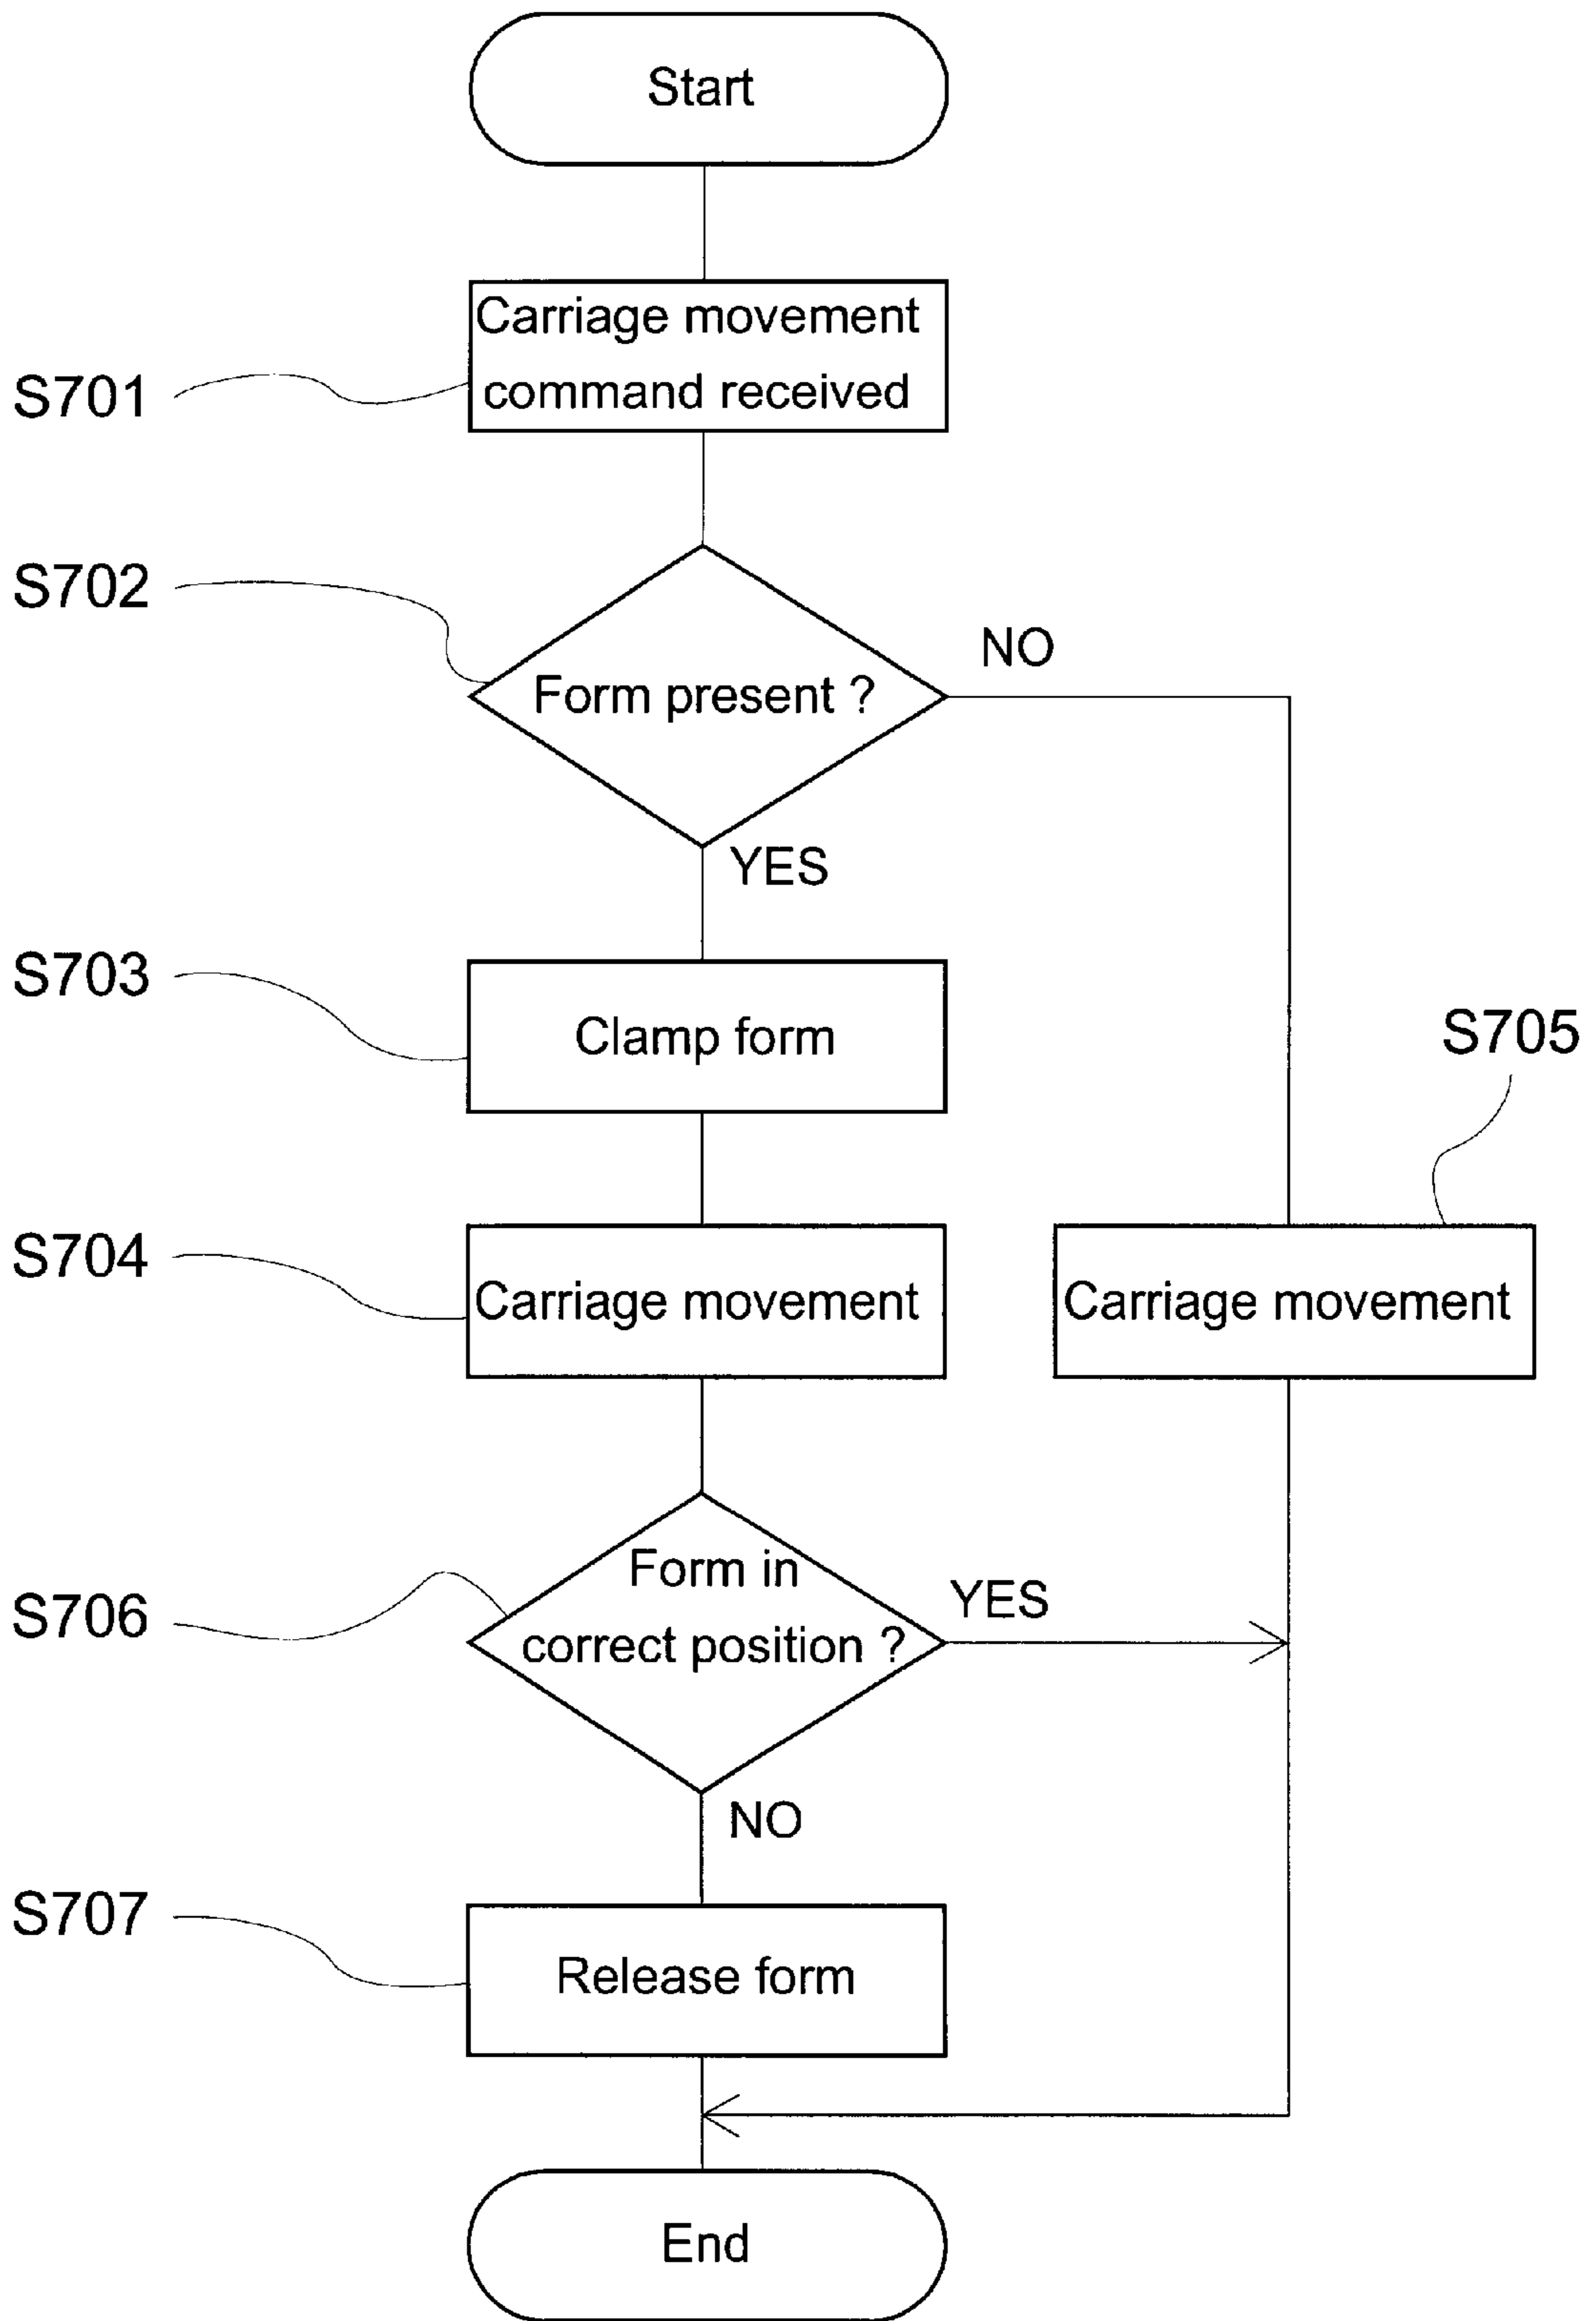 Start
Carriage movement
command received
S701
S702
NO
Form present ?
YES
S703
Clamp form
S705
S704
Carriage movement
Carriage movement
Form in
YES
S706
correct position ?
NO
S707
Release form
End